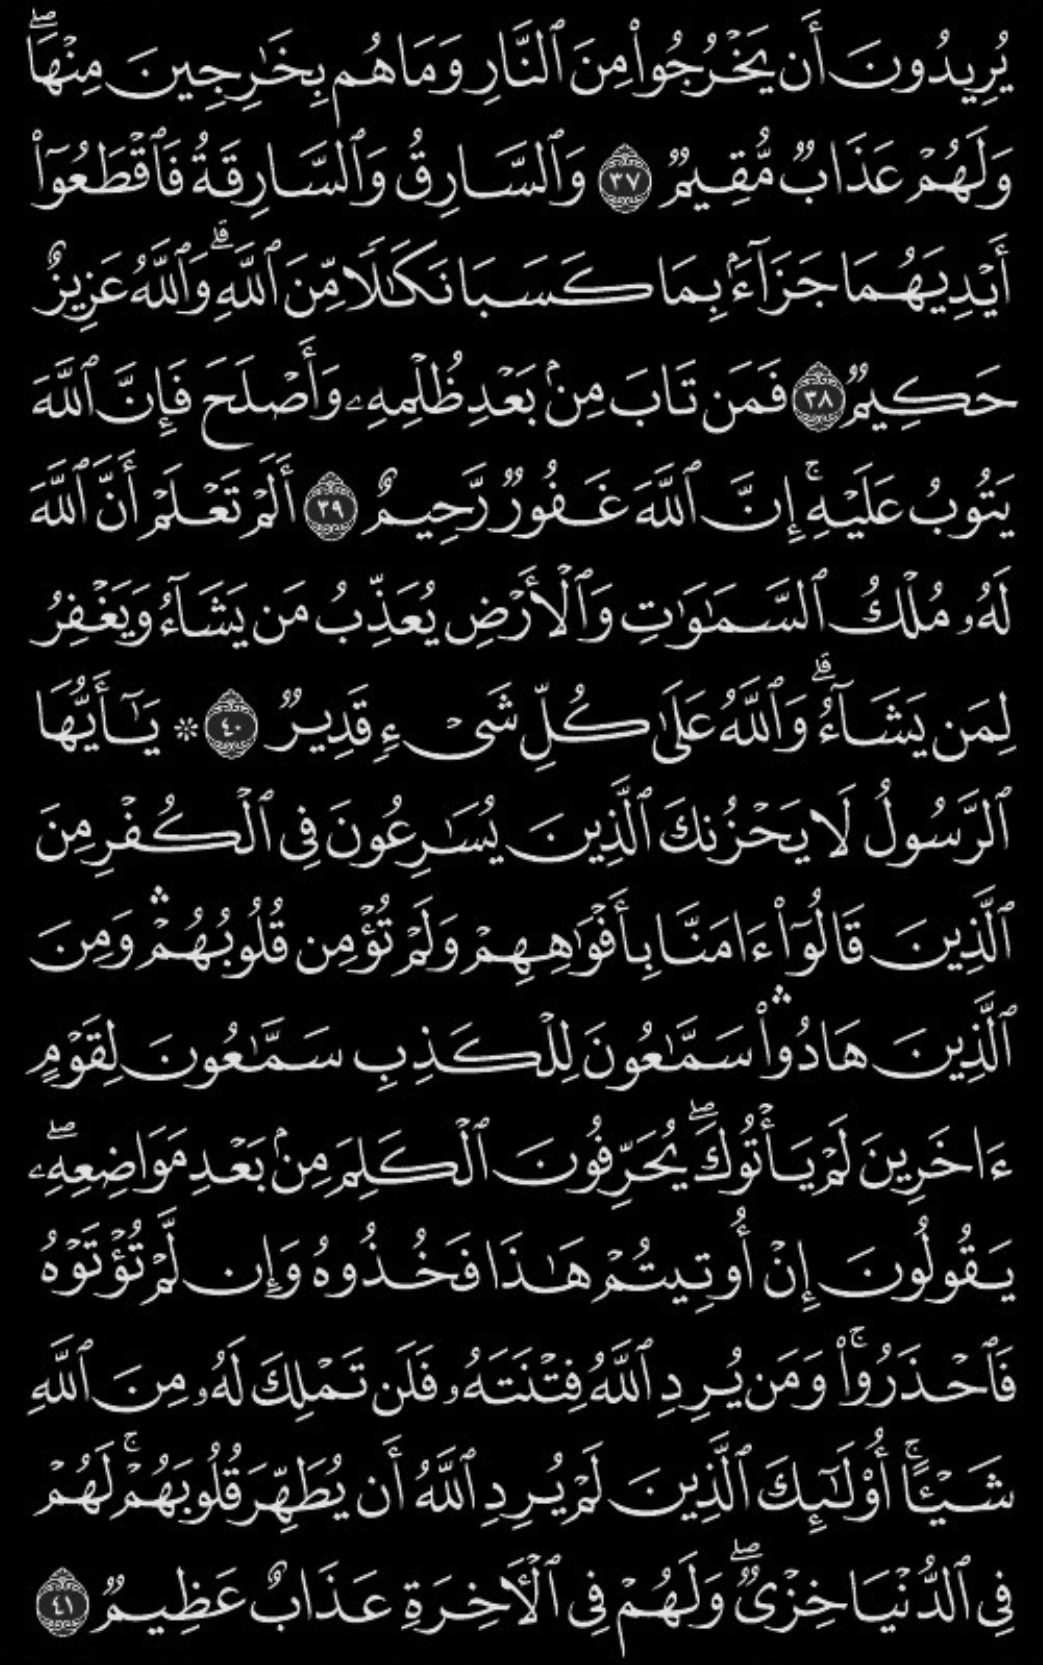 يُرِيدُونَ أَن يَخْرُجُوا۟ مِنَ ٱلنَّارِ وَمَا هُم بِخَـٰرِجِينَ مِنْهَا ۖ
وَلَهُمْ عَذَابٌ مُّقِيمٌ ٣٧ وَٱلسَّارِقُ وَٱلسَّارِقَةُ فَٱقْطَعُوٓا۟
أَيْدِيَهُمَا جَزَآءًۢ بِمَا كَسَبَا نَكَـٰلًا مِّنَ ٱللَّهِ ۗ وَٱللَّهُ عَزِيزٌ
حَكِيمٌ ٣٨ فَمَن تَابَ مِنۢ بَعْدِ ظُلْمِهِۦ وَأَصْلَحَ فَإِنَّ ٱللَّهَ
يَتُوبُ عَلَيْهِ ۚ إِنَّ ٱللَّهَ غَفُورٌ رَّحِيمٌ ٣٩ أَلَمْ تَعْلَمْ أَنَّ ٱللَّهَ
لَهُۥ مُلْكُ ٱلسَّمَـٰوَٰتِ وَٱلْأَرْضِ يُعَذِّبُ مَن يَشَآءُ وَيَغْفِرُ
لِمَن يَشَآءُ ۗ وَٱللَّهُ عَلَىٰ كُلِّ شَىْءٍ قَدِيرٌ ٤٠ ۞ يَـٰٓأَيُّهَا
ٱلرَّسُولُ لَا يَحْزُنكَ ٱلَّذِينَ يُسَـٰرِعُونَ فِى ٱلْكُفْرِ مِنَ
ٱلَّذِينَ قَالُوٓا۟ ءَامَنَّا بِأَفْوَٰهِهِمْ وَلَمْ تُؤْمِن قُلُوبُهُمْ ۛ وَمِنَ
ٱلَّذِينَ هَادُوا۟ ۛ سَمَّـٰعُونَ لِلْكَذِبِ سَمَّـٰعُونَ لِقَوْمٍ
ءَاخَرِينَ لَمْ يَأْتُوكَ ۖ يُحَرِّفُونَ ٱلْكَلِمَ مِنۢ بَعْدِ مَوَاضِعِهِۦ ۖ
يَقُولُونَ إِنْ أُوتِيتُمْ هَـٰذَا فَخُذُوهُ وَإِن لَّمْ تُؤْتَوْهُ
فَٱحْذَرُوا۟ ۚ وَمَن يُرِدِ ٱللَّهُ فِتْنَتَهُۥ فَلَن تَمْلِكَ لَهُۥ مِنَ ٱللَّهِ
شَيْـًٔا ۚ أُو۟لَـٰٓئِكَ ٱلَّذِينَ لَمْ يُرِدِ ٱللَّهُ أَن يُطَهِّرَ قُلُوبَهُمْ ۚ لَهُمْ
فِى ٱلدُّنْيَا خِزْىٌ ۖ وَلَهُمْ فِى ٱلْـَٔاخِرَةِ عَذَابٌ عَظِيمٌ ٤١